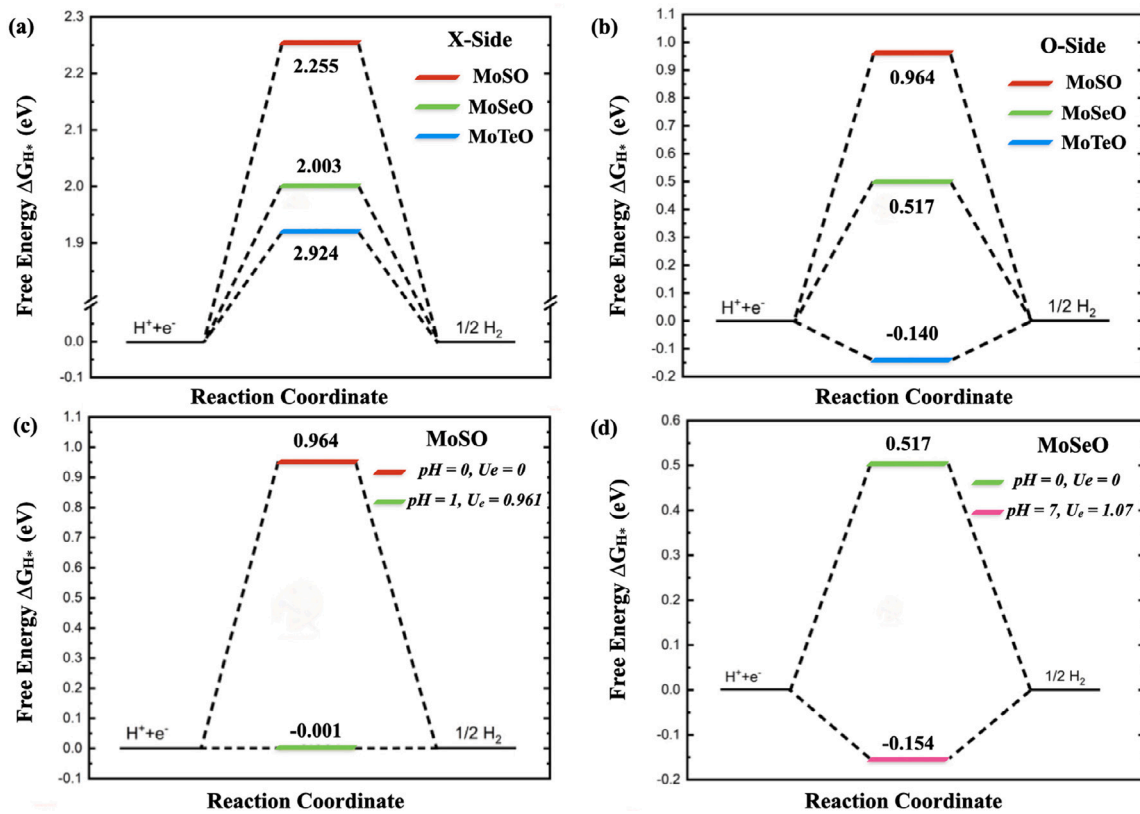 (a)
X-Side
MoSO
MoSeO
MoTeO
2.255
2.003
2.924
H⁺+e⁻
1/2 H₂
2.3
2.2
2.1
2.0
1.9
0.0
-0.1
Free Energy ΔG_H* (eV)
Reaction Coordinate
(b)
O-Side
MoSO
MoSeO
MoTeO
0.964
0.517
-0.140
H⁺+e⁻
1/2 H₂
1.0
0.9
0.8
0.7
0.6
0.5
0.4
0.3
0.2
0.1
0.0
-0.1
-0.2
Free Energy ΔG_H* (eV)
Reaction Coordinate
(c)
MoSO
pH = 0, Ue = 0
pH = 1, Uₑ = 0.961
0.964
-0.001
H⁺+e⁻
1/2 H₂
1.1
1.0
0.9
0.8
0.7
0.6
0.5
0.4
0.3
0.2
0.1
0.0
-0.1
Free Energy ΔG_H* (eV)
Reaction Coordinate
(d)
MoSeO
pH = 0, Ue = 0
pH = 7, Uₑ = 1.07
0.517
-0.154
H⁺+e⁻
1/2 H₂
0.6
0.5
0.4
0.3
0.2
0.1
0.0
-0.1
-0.2
Free Energy ΔG_H* (eV)
Reaction Coordinate